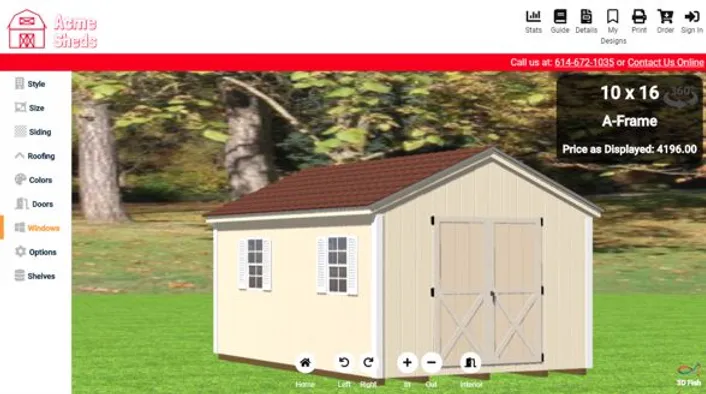 Acme
Sheds
Stats
Guide
Details
My
Designs
Print
Order
Sign In
Call us at: 614-672-1035 or Contact Us Online
Style
Size
Siding
Roofing
Colors
Doors
Windows
Options
Shelves
10 x 16
360°
A-Frame
Price as Displayed: 4196.00
Home
Left
Right
In
Out
Interior
3D Fish